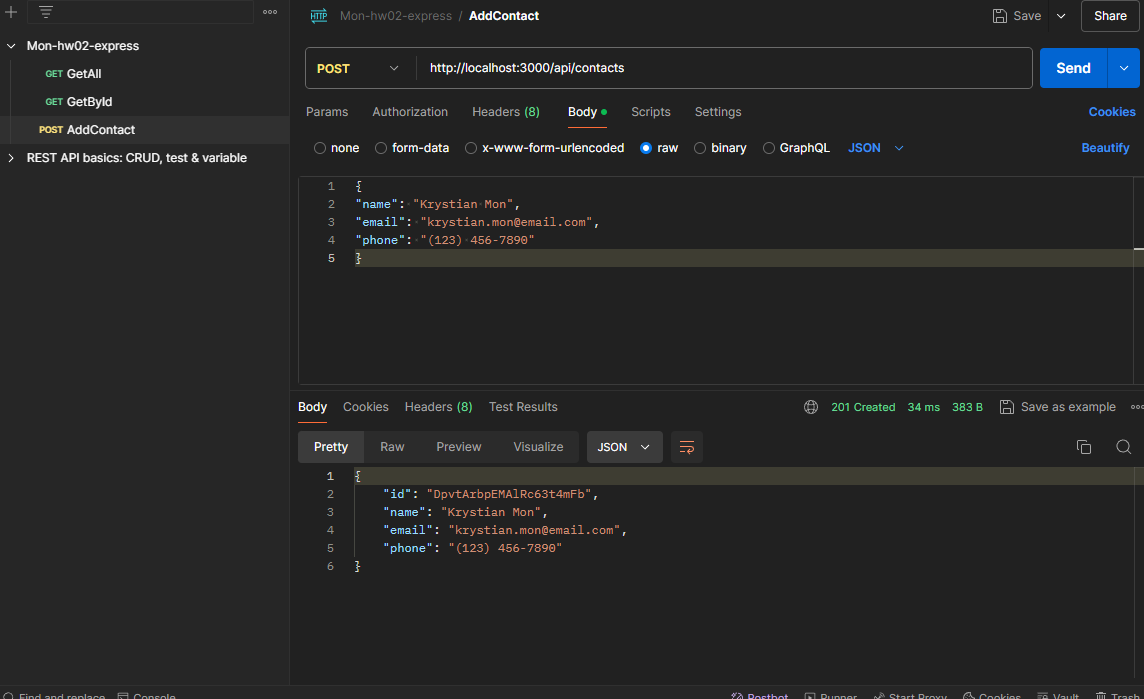 HTTP Mon-hw02-express / AddContact Save Share
Mon-hw02-express
GET GetAll
GET GetById
POST AddContact
REST API basics: CRUD, test & variable
POST http://localhost:3000/api/contacts Send
Params Authorization Headers (8) Body Scripts Settings Cookies
none form-data x-www-form-urlencoded raw binary GraphQL JSON Beautify
1 {
2 "name": "Krystian Mon",
3 "email": "krystian.mon@email.com",
4 "phone": "(123) 456-7890"
5 }
Body Cookies Headers (8) Test Results 201 Created 34 ms 383 B Save as example
Pretty Raw Preview Visualize JSON
1 {
2 "id": "DpvtArbpEMAlRc63t4mFb",
3 "name": "Krystian Mon",
4 "email": "krystian.mon@email.com",
5 "phone": "(123) 456-7890"
6 }
Find and replace Console Postbot Runner Start Proxy Cookies Vault Trash